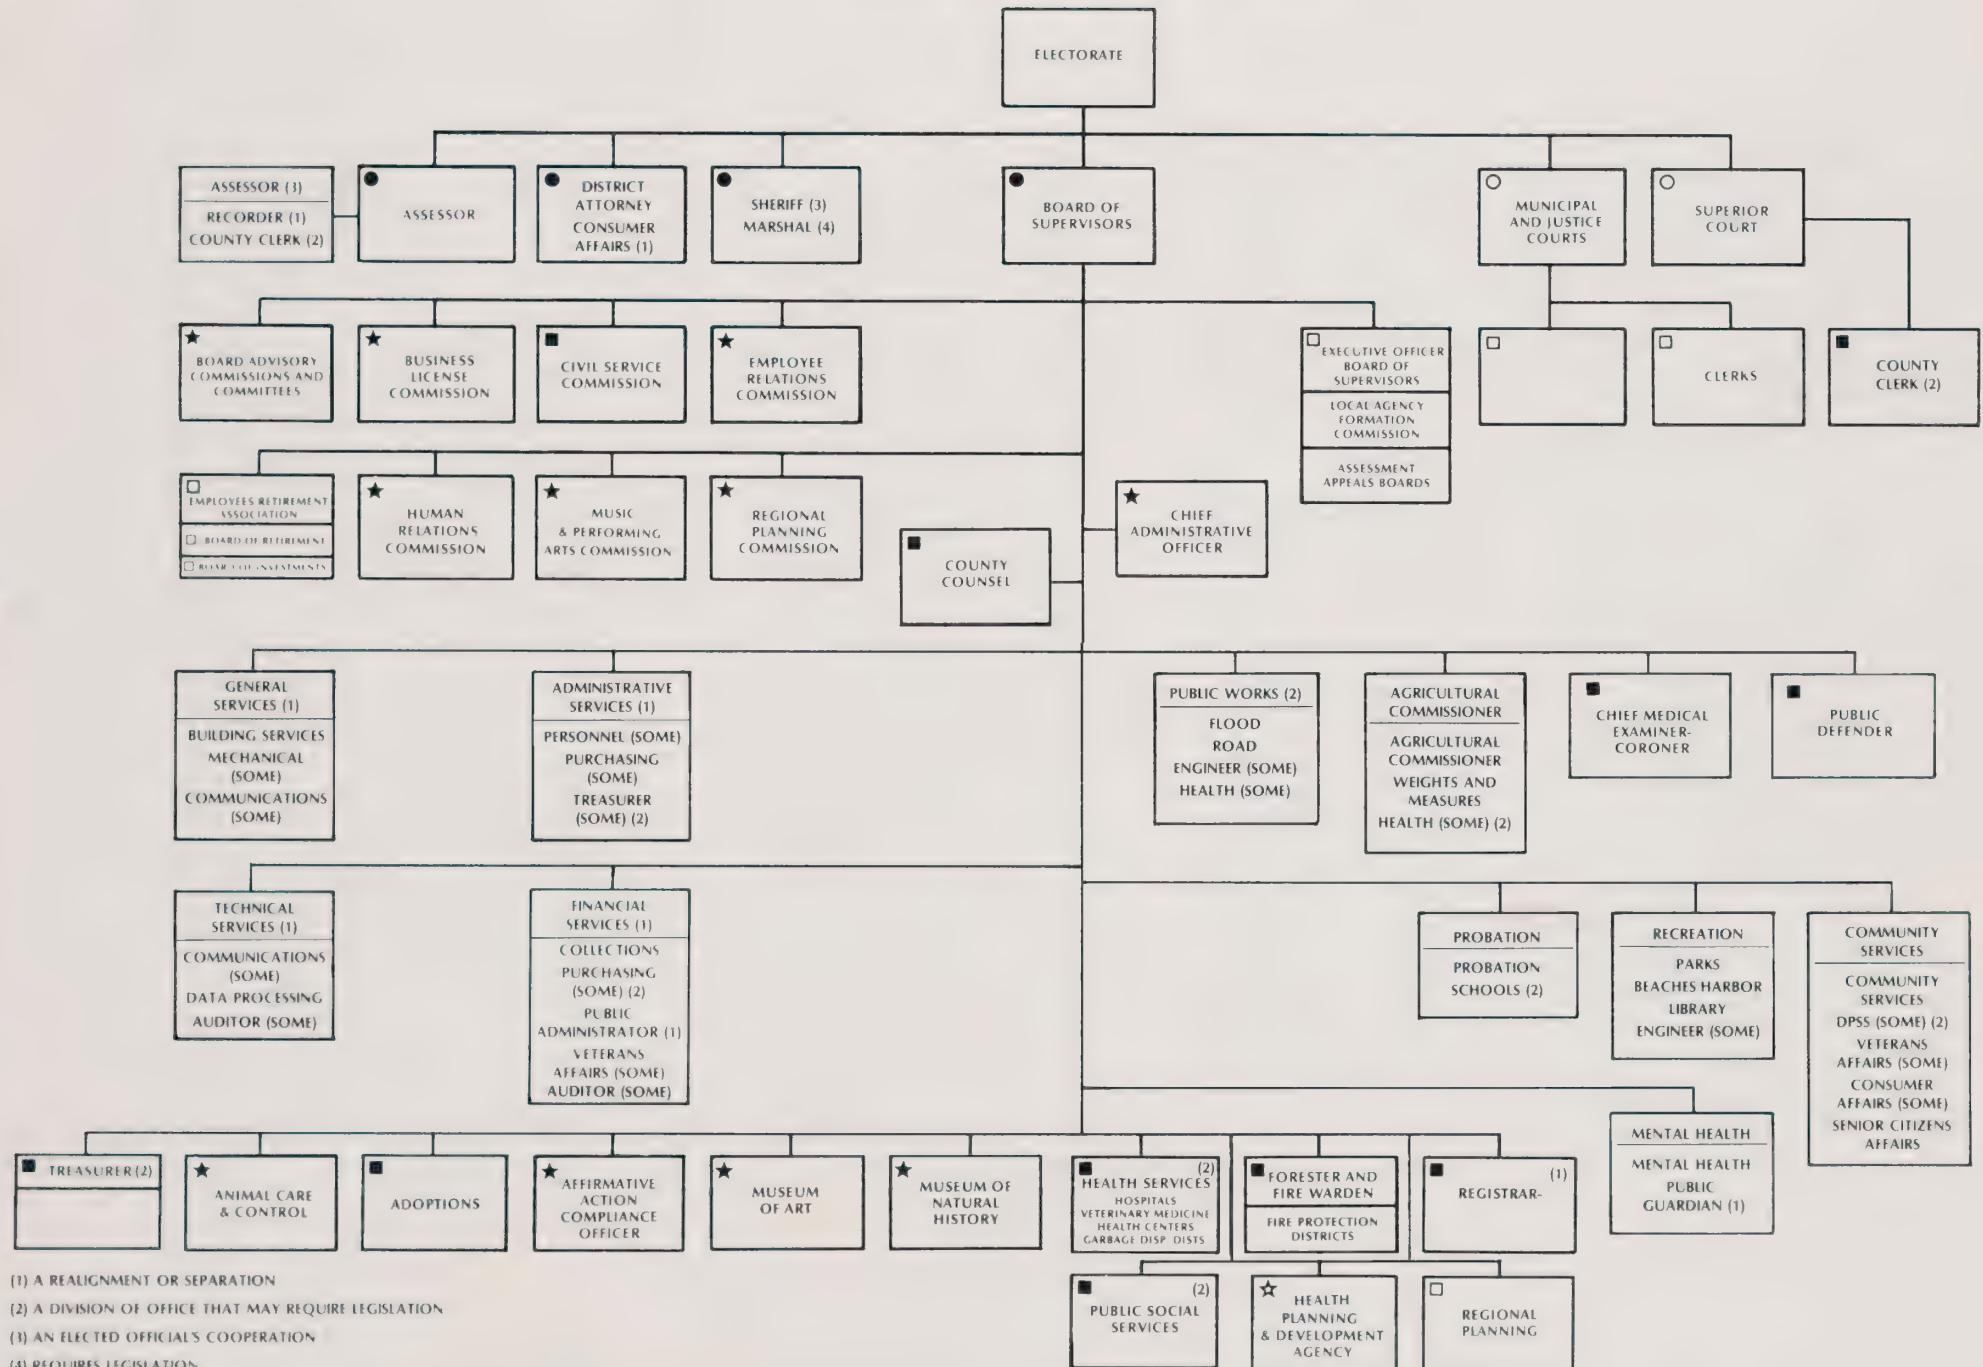 ELECTORATE
ASSESSOR (3)
RECORDER (1)
COUNTY CLERK (2)
ASSESSOR
DISTRICT
ATTORNEY
CONSUMER
AFFAIRS (1)
SHERIFF (3)
MARSHAL (4)
BOARD OF
SUPERVISORS
MUNICIPAL
AND JUSTICE
COURTS
SUPERIOR
COURT
BOARD ADVISORY
COMMISSIONS AND
COMMITTEES
BUSINESS
LICENSE
COMMISSION
CIVIL SERVICE
COMMISSION
EMPLOYEE
RELATIONS
COMMISSION
EXECUTIVE OFFICER
BOARD OF
SUPERVISORS
LOCAL AGENCY
FORMATION
COMMISSION
ASSESSMENT
APPEALS BOARDS
CLERKS
COUNTY
CLERK (2)
EMPLOYEES RETIREMENT
ASSOCIATION
BOARD OF RETIREMENT
BOARD OF INVESTMENTS
HUMAN
RELATIONS
COMMISSION
MUSIC
& PERFORMING
ARTS COMMISSION
REGIONAL
PLANNING
COMMISSION
COUNTY
COUNSEL
CHIEF
ADMINISTRATIVE
OFFICER
GENERAL
SERVICES (1)
BUILDING SERVICES
MECHANICAL
(SOME)
COMMUNICATIONS
(SOME)
ADMINISTRATIVE
SERVICES (1)
PERSONNEL (SOME)
PURCHASING
(SOME)
TREASURER
(SOME) (2)
PUBLIC WORKS (2)
FLOOD
ROAD
ENGINEER (SOME)
HEALTH (SOME)
AGRICULTURAL
COMMISSIONER
AGRICULTURAL
COMMISSIONER
WEIGHTS AND
MEASURES
HEALTH (SOME) (2)
CHIEF MEDICAL
EXAMINER-
CORONER
PUBLIC
DEFENDER
TECHNICAL
SERVICES (1)
COMMUNICATIONS
(SOME)
DATA PROCESSING
AUDITOR (SOME)
FINANCIAL
SERVICES (1)
COLLECTIONS
PURCHASING
(SOME) (2)
PUBLIC
ADMINISTRATOR (1)
VETERANS
AFFAIRS (SOME)
AUDITOR (SOME)
PROBATION
PROBATION
SCHOOLS (2)
RECREATION
PARKS
BEACHES HARBOR
LIBRARY
ENGINEER (SOME)
COMMUNITY
SERVICES
COMMUNITY
SERVICES
DPSS (SOME) (2)
VETERANS
AFFAIRS (SOME)
CONSUMER
AFFAIRS (SOME)
SENIOR CITIZENS
AFFAIRS
MENTAL HEALTH
MENTAL HEALTH
PUBLIC
GUARDIAN (1)
TREASURER (2)
ANIMAL CARE
& CONTROL
ADOPTIONS
AFFIRMATIVE
ACTION
COMPLIANCE
OFFICER
MUSEUM
OF ART
MUSEUM OF
NATURAL
HISTORY
(2)
HEALTH SERVICES
HOSPITALS
VETERINARY MEDICINE
HEALTH CENTERS
GARBAGE DISP DISTS
FORESTER AND
FIRE WARDEN
FIRE PROTECTION
DISTRICTS
(1)
REGISTRAR-
(2)
PUBLIC SOCIAL
SERVICES
HEALTH
PLANNING
& DEVELOPMENT
AGENCY
REGIONAL
PLANNING
(1) A REALIGNMENT OR SEPARATION
(2) A DIVISION OF OFFICE THAT MAY REQUIRE LEGISLATION
(3) AN ELECTED OFFICIAL'S COOPERATION
(4) REQUIRES LEGISLATION